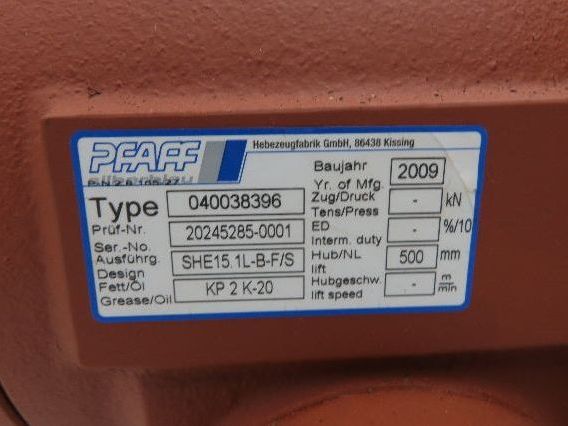 PFAFF
silberblau
Hebezeugfabrik GmbH, 86438 Kissing
Type 040038396
Prüf-Nr.
Ser.-No. 20245285-0001
Ausführg.
Design SHE15.1L-B-F/S
Fett/Öl
Grease/Oil KP 2 K-20
Baujahr
Yr. of Mfg. 2009
Zug/Druck
Tens/Press - kN
ED
Interm. duty - %/10
Hub/NL
lift 500 mm
Hubgeschw.
lift speed - m/min